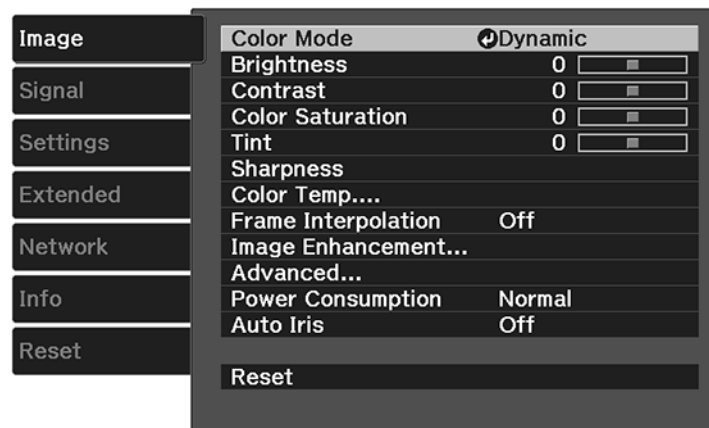 Image
Signal
Settings
Extended
Network
Info
Reset
Color Mode Dynamic
Brightness 0
Contrast 0
Color Saturation 0
Tint 0
Sharpness
Color Temp....
Frame Interpolation Off
Image Enhancement...
Advanced...
Power Consumption Normal
Auto Iris Off
Reset